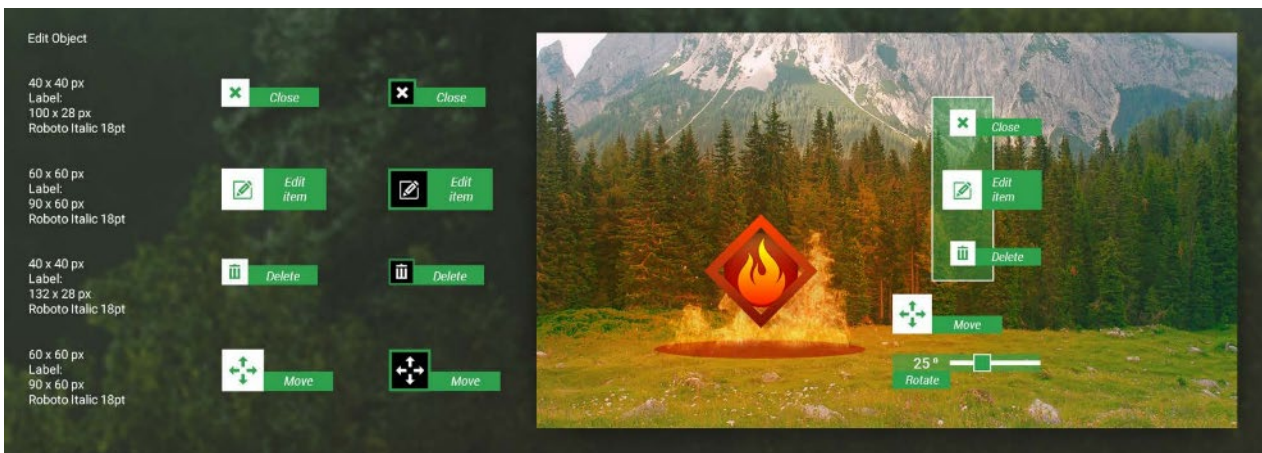 Edit Object
40 x 40 px
Label:
100 x 28 px
Roboto Italic 18pt
Close
Close
60 x 60 px
Label:
90 x 60 px
Roboto Italic 18pt
Edit
item
Edit
item
40 x 40 px
Label:
132 x 28 px
Roboto Italic 18pt
Delete
Delete
60 x 60 px
Label:
90 x 60 px
Roboto Italic 18pt
Move
Move
Close
Edit
item
Delete
Move
25 º
Rotate